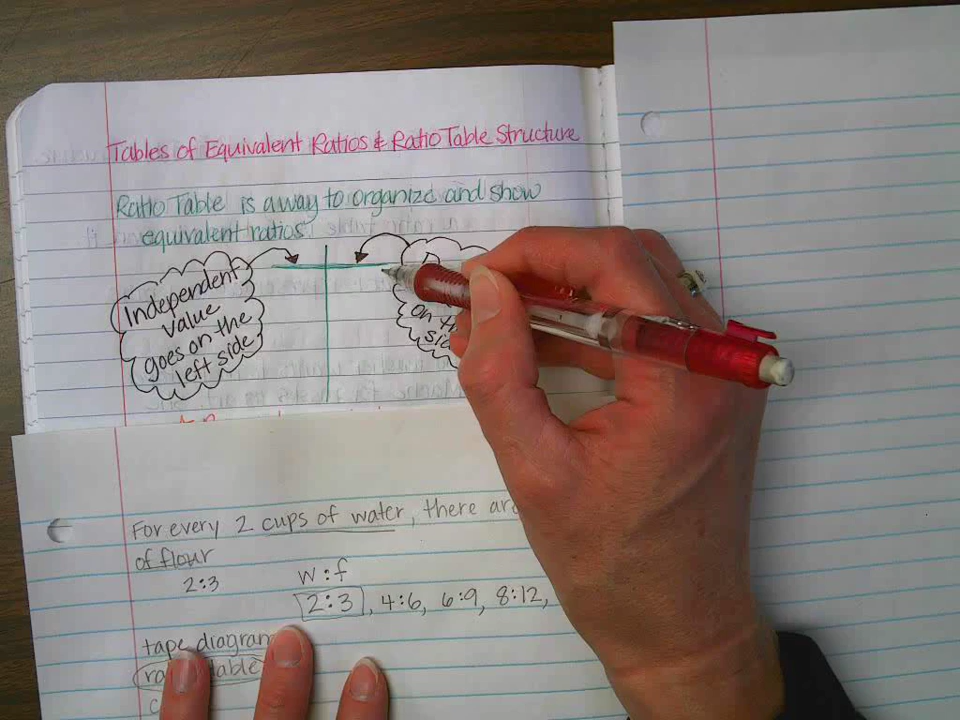 Tables of Equivalent Ratios & Ratio Table Structure
Ratio Table is a way to organize and show
equivalent ratios.
Independent
value
goes on the
left side
on
For every 2 cups of water, there are
of flour
2:3
w:f
2:3, 4:6, 6:9, 8:12,
tape diagram